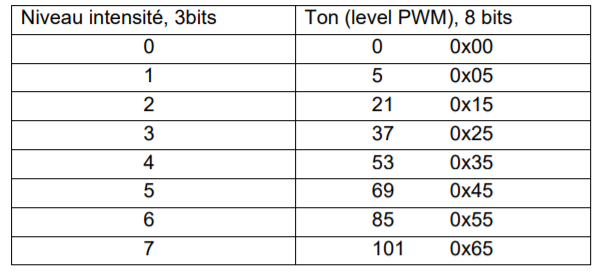 Niveau intensité, 3bits Ton (level PWM), 8 bits
0 0 0x00
1 5 0x05
2 21 0x15
3 37 0x25
4 53 0x35
5 69 0x45
6 85 0x55
7 101 0x65